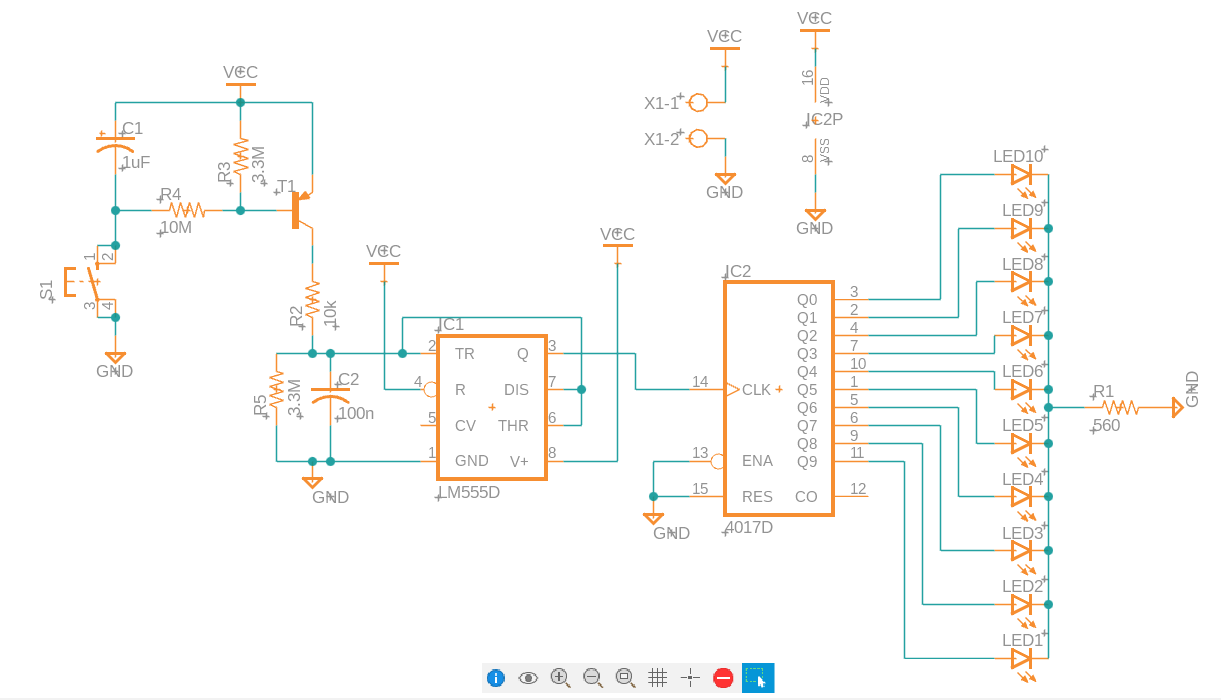 VCC
VCC
VCC
C1
1uF
R3
3.3M
T1
R4
10M
S1
1
2
3
4
GND
X1-1
X1-2
GND
16
VDD
IC2P
8
VSS
GND
VCC
VCC
R2
10k
R5
3.3M
C2
100n
GND
IC1
2
TR
Q
3
4
R
DIS
7
5
CV
THR
6
1
GND
V+
8
LM555D
IC2
14
CLK
13
ENA
15
RES
Q0
3
Q1
2
Q2
4
Q3
7
Q4
10
Q5
1
Q6
5
Q7
6
Q8
9
Q9
11
CO
12
4017D
GND
LED10
LED9
LED8
LED7
LED6
LED5
LED4
LED3
LED2
LED1
R1
560
GND